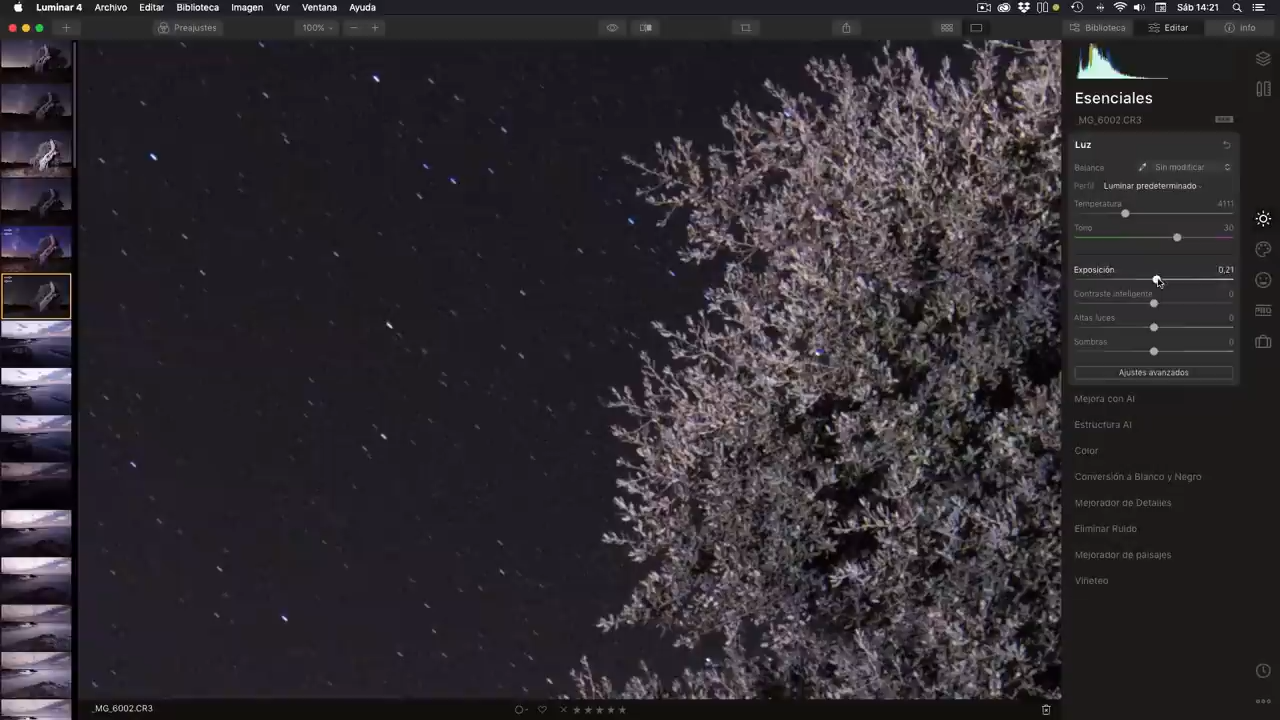 Luminar 4 Archivo Editar Biblioteca Imagen Ver Ventana Ayuda Sáb 14:21
Preajustes 100% Biblioteca Editar Info
Esenciales
_MG_6002.CR3 RAW
Luz
Balance Sin modificar
Perfil Luminar predeterminado
Temperatura 4111
Tono 30
Exposición 0,21
Contraste inteligente 0
Altas luces 0
Sombras 0
Ajustes avanzados
Mejora con AI
Estructura AI
Color
Conversión a Blanco y Negro
Mejorador de Detalles
Eliminar Ruido
Mejorador de paisajes
Viñeteo
PRO
_MG_6002.CR3